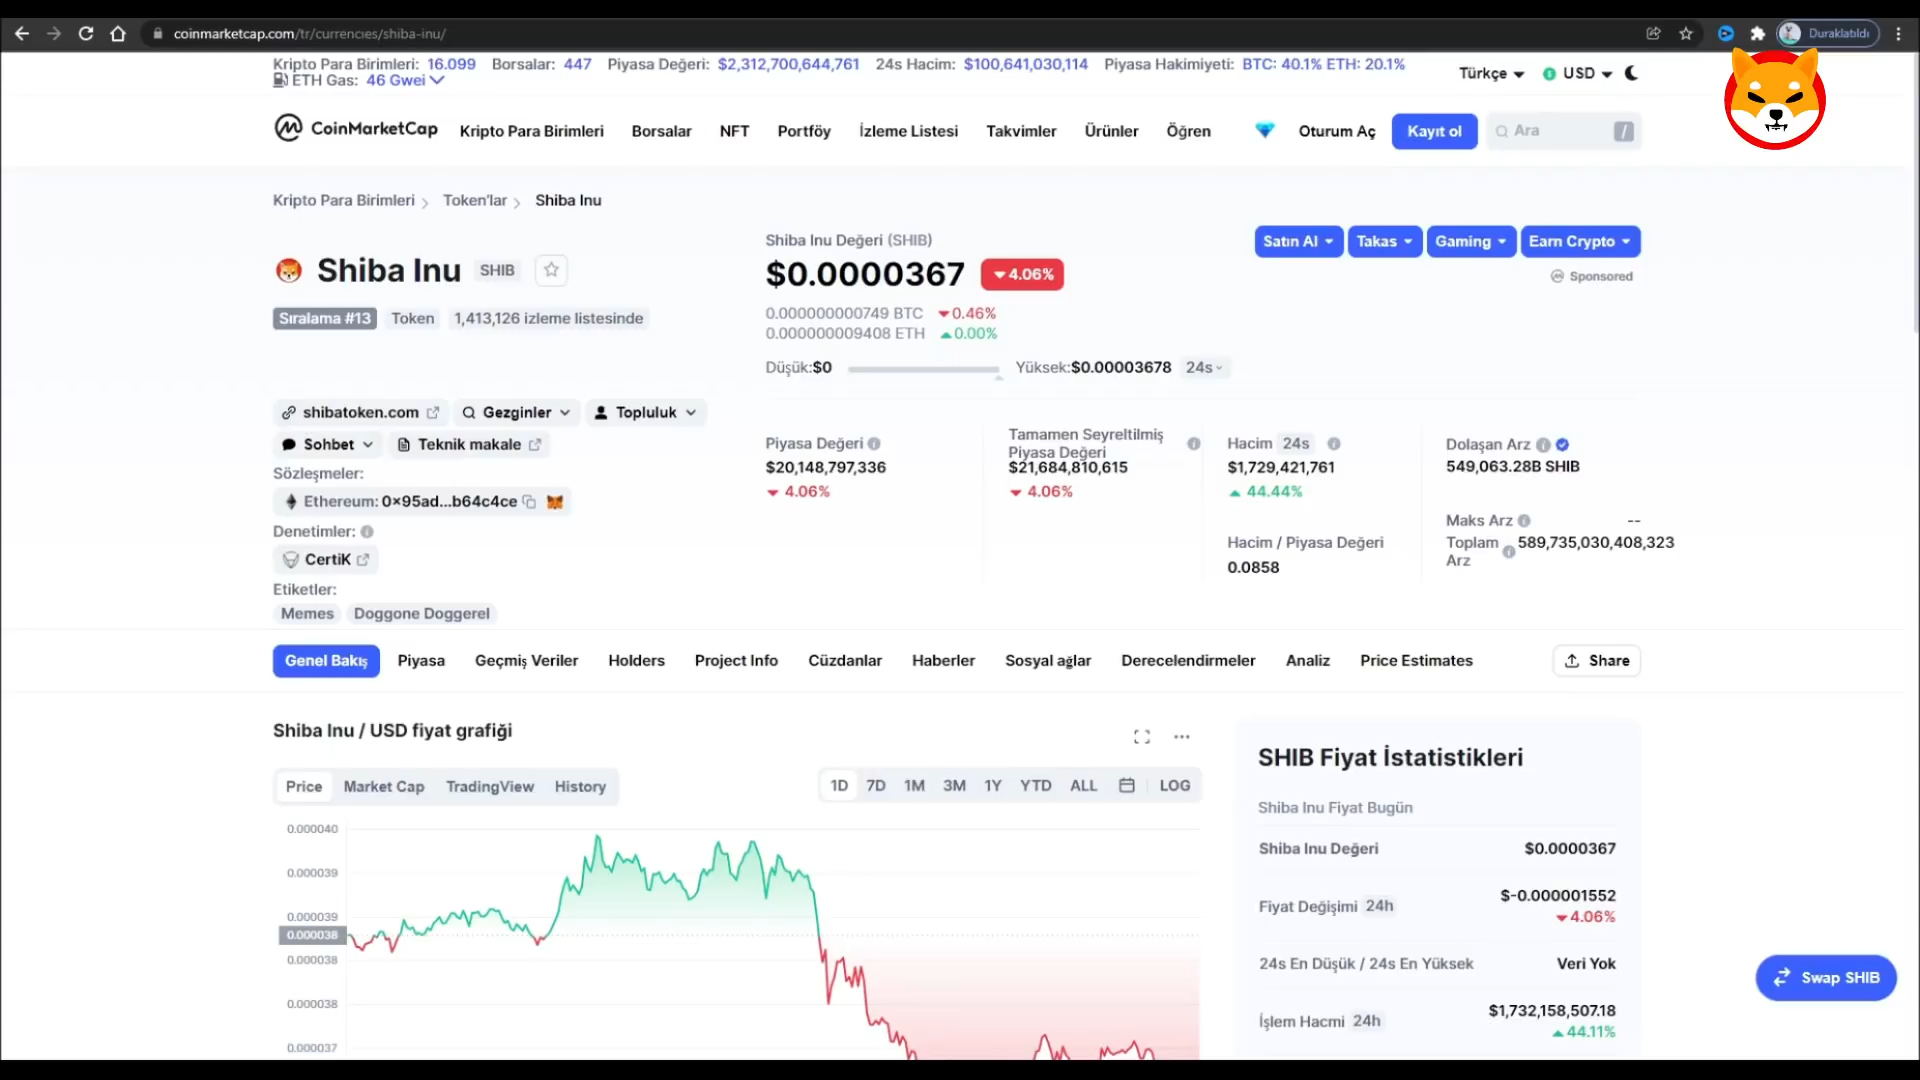 coinmarketcap.com/tr/currencies/shiba-inu/
Duraklatıldı
Kripto Para Birimleri: 16.099 Borsalar: 447 Piyasa Değeri: $2,312,700,644,761 24s Hacim: $100,641,030,114 Piyasa Hakimiyeti: BTC: 40.1% ETH: 20.1%
ETH Gas: 46 Gwei
Türkçe USD
CoinMarketCap Kripto Para Birimleri Borsalar NFT Portföy İzleme Listesi Takvimler Ürünler Öğren Oturum Aç Kayıt ol Ara /
Kripto Para Birimleri Token'lar Shiba Inu
Shiba Inu SHIB
Sıralama #13 Token 1,413,126 izleme listesinde
Shiba Inu Değeri (SHIB)
$0.0000367 4.06%
0.000000000749 BTC 0.46%
0.000000009408 ETH 0.00%
Düşük:$0 Yüksek:$0.00003678 24s
Satın Al Takas Gaming Earn Crypto
Sponsored
shibatoken.com Gezginler Topluluk
Sohbet Teknik makale
Sözleşmeler:
Ethereum: 0x95ad...b64c4ce
Denetimler:
CertiK
Etiketler:
Memes Doggone Doggerel
Piyasa Değeri
$20,148,797,336
4.06%
Tamamen Seyreltilmiş
Piyasa Değeri
$21,684,810,615
4.06%
Hacim 24s
$1,729,421,761
44.44%
Hacim / Piyasa Değeri
0.0858
Dolaşan Arz
549,063.28B SHIB
Maks Arz --
Toplam Arz 589,735,030,408,323
Genel Bakış Piyasa Geçmiş Veriler Holders Project Info Cüzdanlar Haberler Sosyal ağlar Derecelendirmeler Analiz Price Estimates Share
Shiba Inu / USD fiyat grafiği
Price Market Cap TradingView History
1D 7D 1M 3M 1Y YTD ALL LOG
0.000040
0.000039
0.000039
0.000038
0.000038
0.000038
0.000037
SHIB Fiyat İstatistikleri
Shiba Inu Fiyat Bugün
Shiba Inu Değeri $0.0000367
Fiyat Değişimi 24h $-0.000001552
4.06%
24s En Düşük / 24s En Yüksek Veri Yok
İşlem Hacmi 24h $1,732,158,507.18
44.11%
Swap SHIB